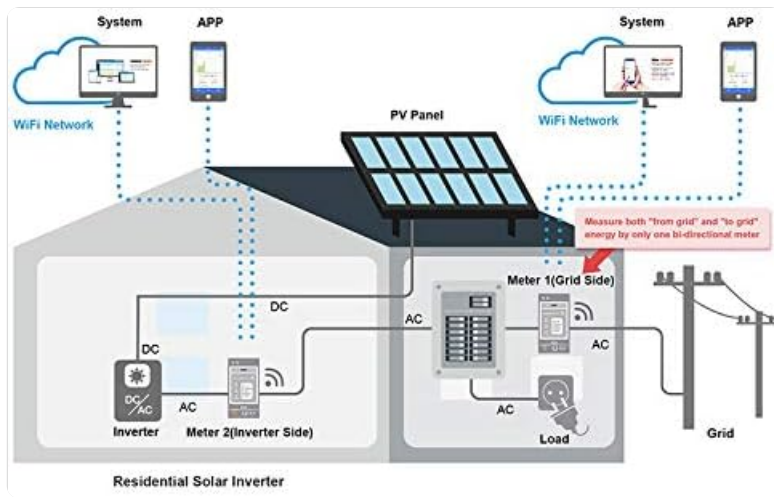 System
APP
System
APP
WiFi Network
PV Panel
WiFi Network
Measure both "from grid" and "to grid"
energy by only one bi-directional meter
Meter 1(Grid Side)
DC
AC
AC
DC
DC/AC
AC
AC
Inverter
Meter 2(Inverter Side)
Load
Grid
Residential Solar Inverter